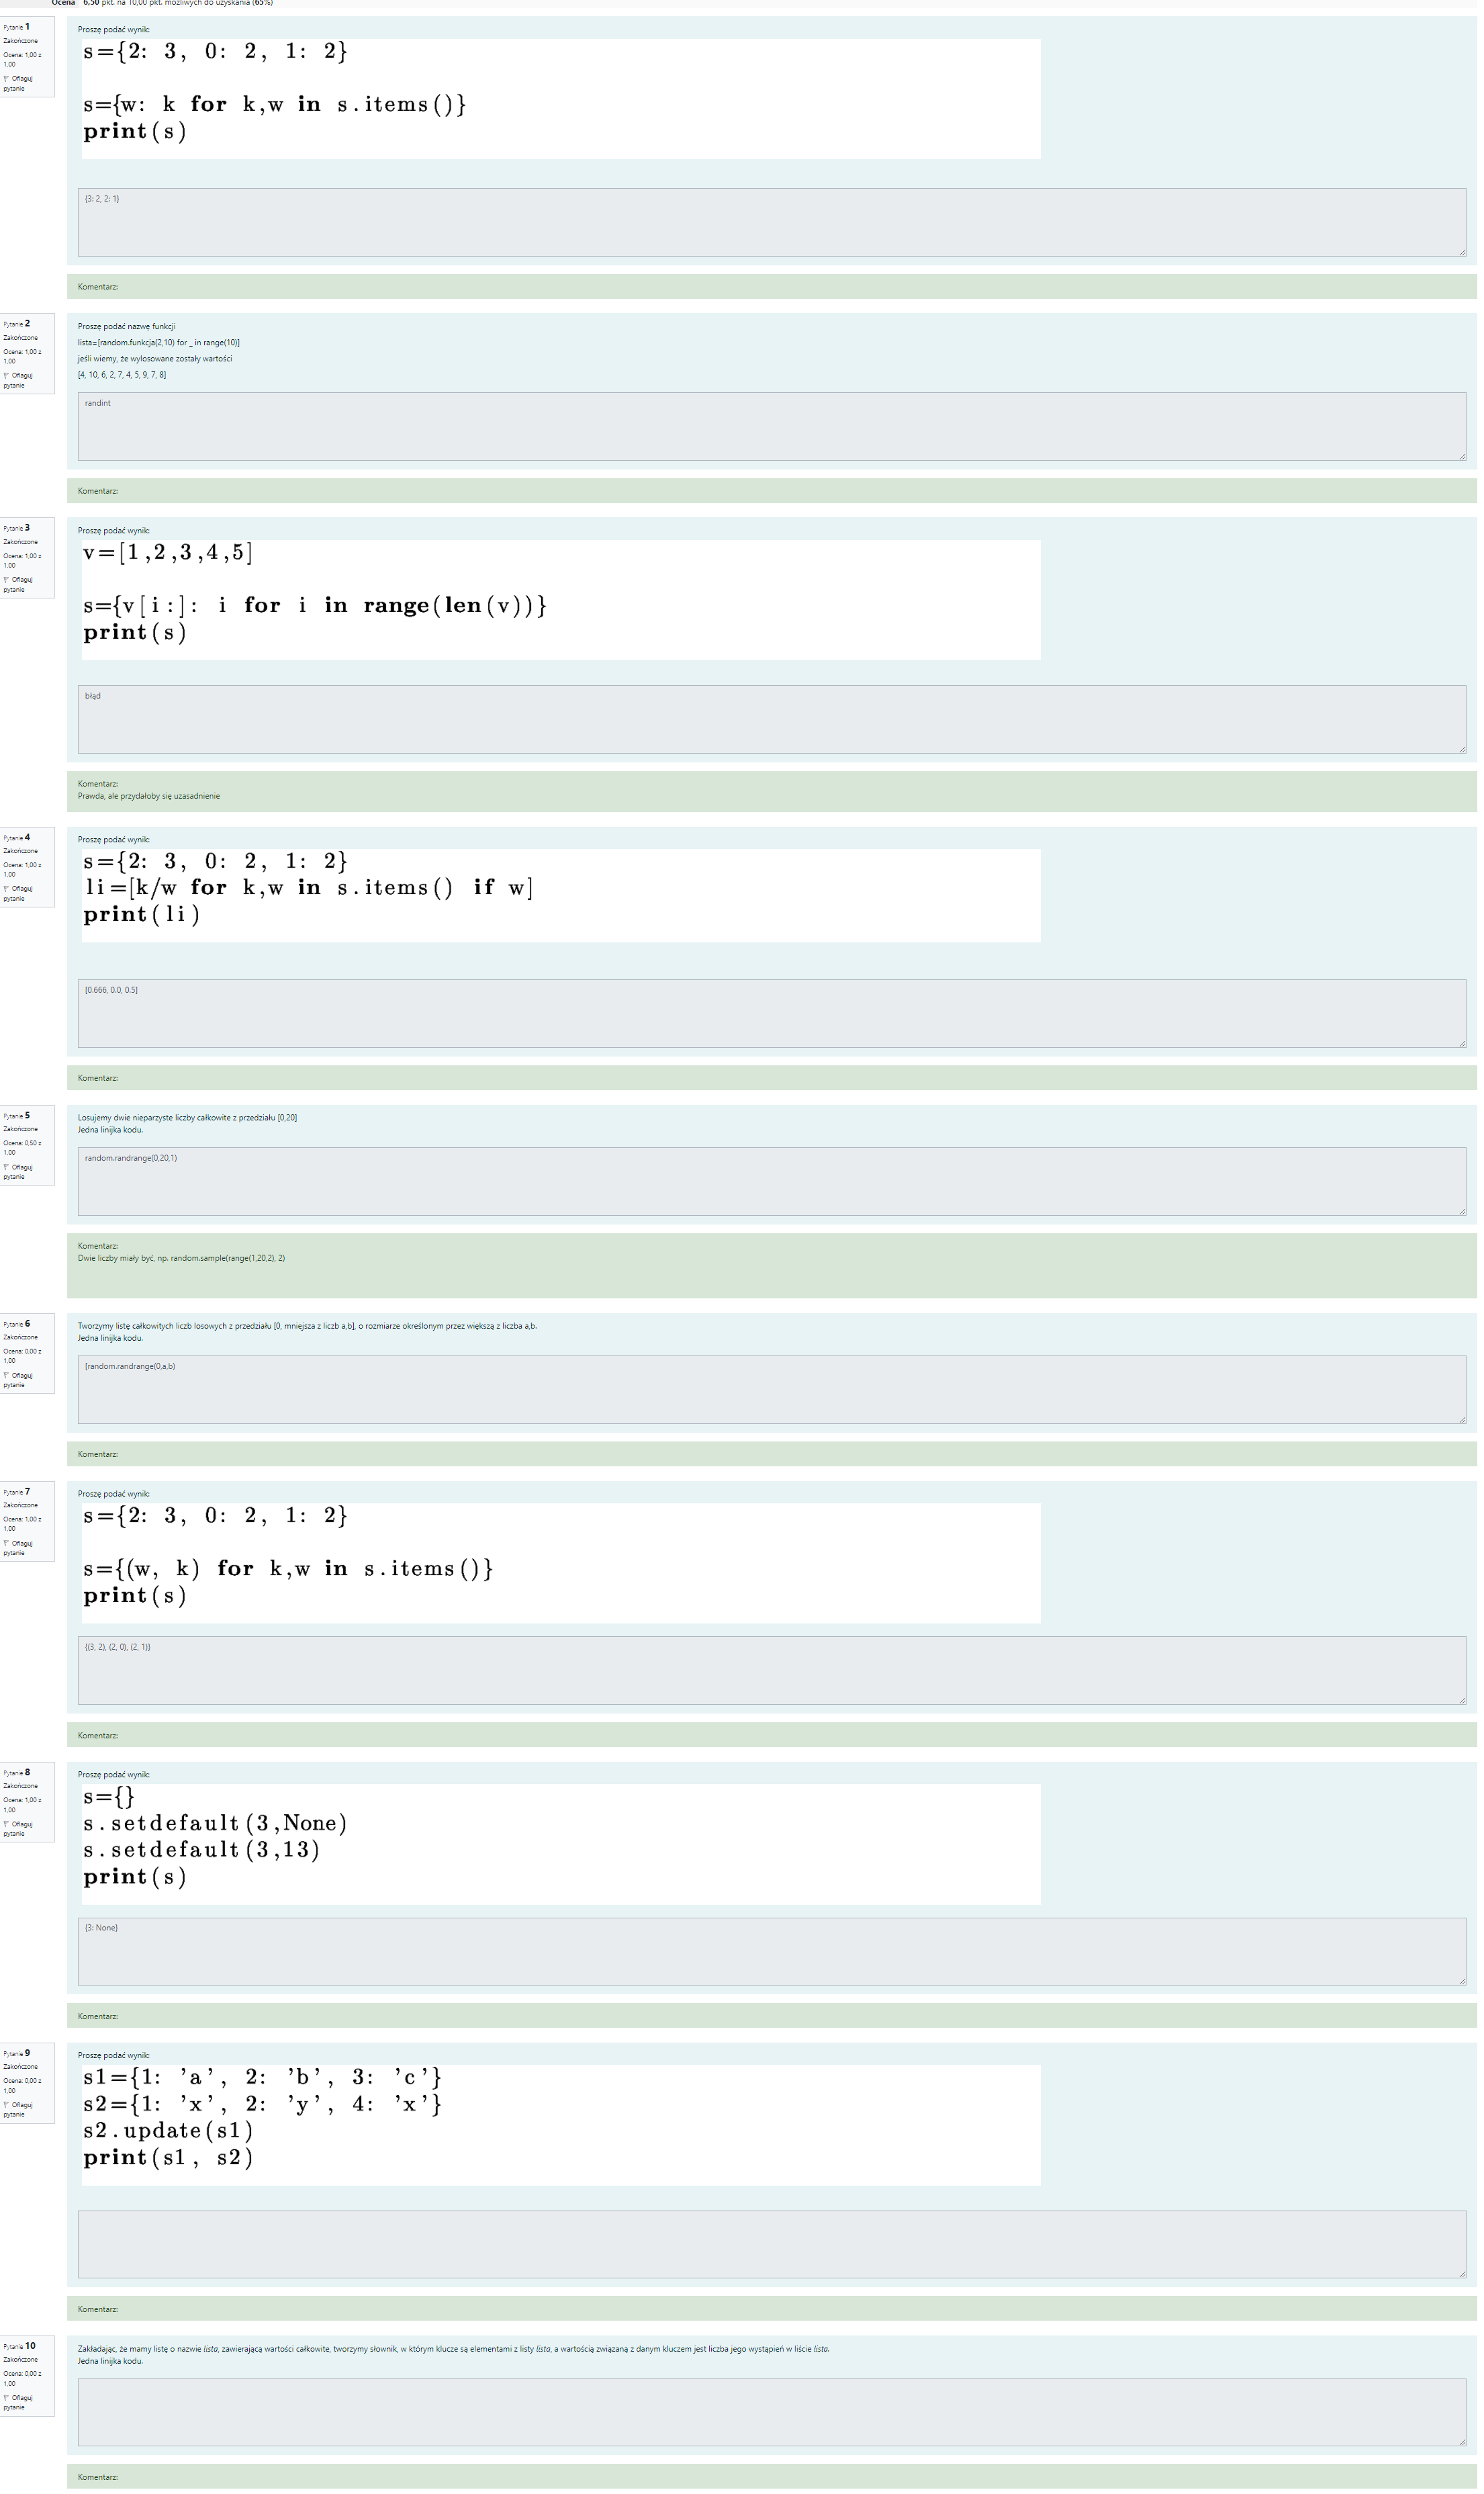 Ocena 6,50 pkt. na 10,00 pkt. możliwych do uzyskania (65%)
Pytanie 1
Zakończone
Ocena: 1,00 z
1,00
Oflaguj
pytanie
Proszę podać wynik:
s={2: 3, 0: 2, 1: 2}
s={w: k for k,w in s.items()}
print(s)
{3: 2, 2: 1}
Komentarz:
Pytanie 2
Zakończone
Ocena: 1,00 z
1,00
Oflaguj
pytanie
Proszę podać nazwę funkcji
lista=[random.funkcja(2,10) for _ in range(10)]
jeśli wiemy, że wylosowane zostały wartości
[4, 10, 6, 2, 7, 4, 5, 9, 7, 8]
randint
Komentarz:
Pytanie 3
Zakończone
Ocena: 1,00 z
1,00
Oflaguj
pytanie
Proszę podać wynik:
v=[1,2,3,4,5]
s={v[i:]: i for i in range(len(v))}
print(s)
błąd
Komentarz:
Prawda, ale przydałoby się uzasadnienie
Pytanie 4
Zakończone
Ocena: 1,00 z
1,00
Oflaguj
pytanie
Proszę podać wynik:
s={2: 3, 0: 2, 1: 2}
li=[k/w for k,w in s.items() if w]
print(li)
[0.666, 0.0, 0.5]
Komentarz:
Pytanie 5
Zakończone
Ocena: 0,50 z
1,00
Oflaguj
pytanie
Losujemy dwie nieparzyste liczby całkowite z przedziału [0,20]
Jedna linijka kodu.
random.randrange(0,20,1)
Komentarz:
Dwie liczby miały być, np. random.sample(range(1,20,2), 2)
Pytanie 6
Zakończone
Ocena: 0,00 z
1,00
Oflaguj
pytanie
Tworzymy listę całkowitych liczb losowych z przedziału [0, mniejsza z liczb a,b], o rozmiarze określonym przez większą z liczba a,b.
Jedna linijka kodu.
[random.randrange(0,a,b)
Komentarz:
Pytanie 7
Zakończone
Ocena: 1,00 z
1,00
Oflaguj
pytanie
Proszę podać wynik:
s={2: 3, 0: 2, 1: 2}
s={(w, k) for k,w in s.items()}
print(s)
{(3, 2), (2, 0), (2, 1)}
Komentarz:
Pytanie 8
Zakończone
Ocena: 1,00 z
1,00
Oflaguj
pytanie
Proszę podać wynik:
s={}
s.setdefault(3,None)
s.setdefault(3,13)
print(s)
{3: None}
Komentarz:
Pytanie 9
Zakończone
Ocena: 0,00 z
1,00
Oflaguj
pytanie
Proszę podać wynik:
s1={1: 'a', 2: 'b', 3: 'c'}
s2={1: 'x', 2: 'y', 4: 'x'}
s2.update(s1)
print(s1, s2)
Komentarz:
Pytanie 10
Zakończone
Ocena: 0,00 z
1,00
Oflaguj
pytanie
Zakładając, że mamy listę o nazwie lista, zawierającą wartości całkowite, tworzymy słownik, w którym klucze są elementami z listy lista, a wartością związaną z danym kluczem jest liczba jego wystąpień w liście lista.
Jedna linijka kodu.
Komentarz: